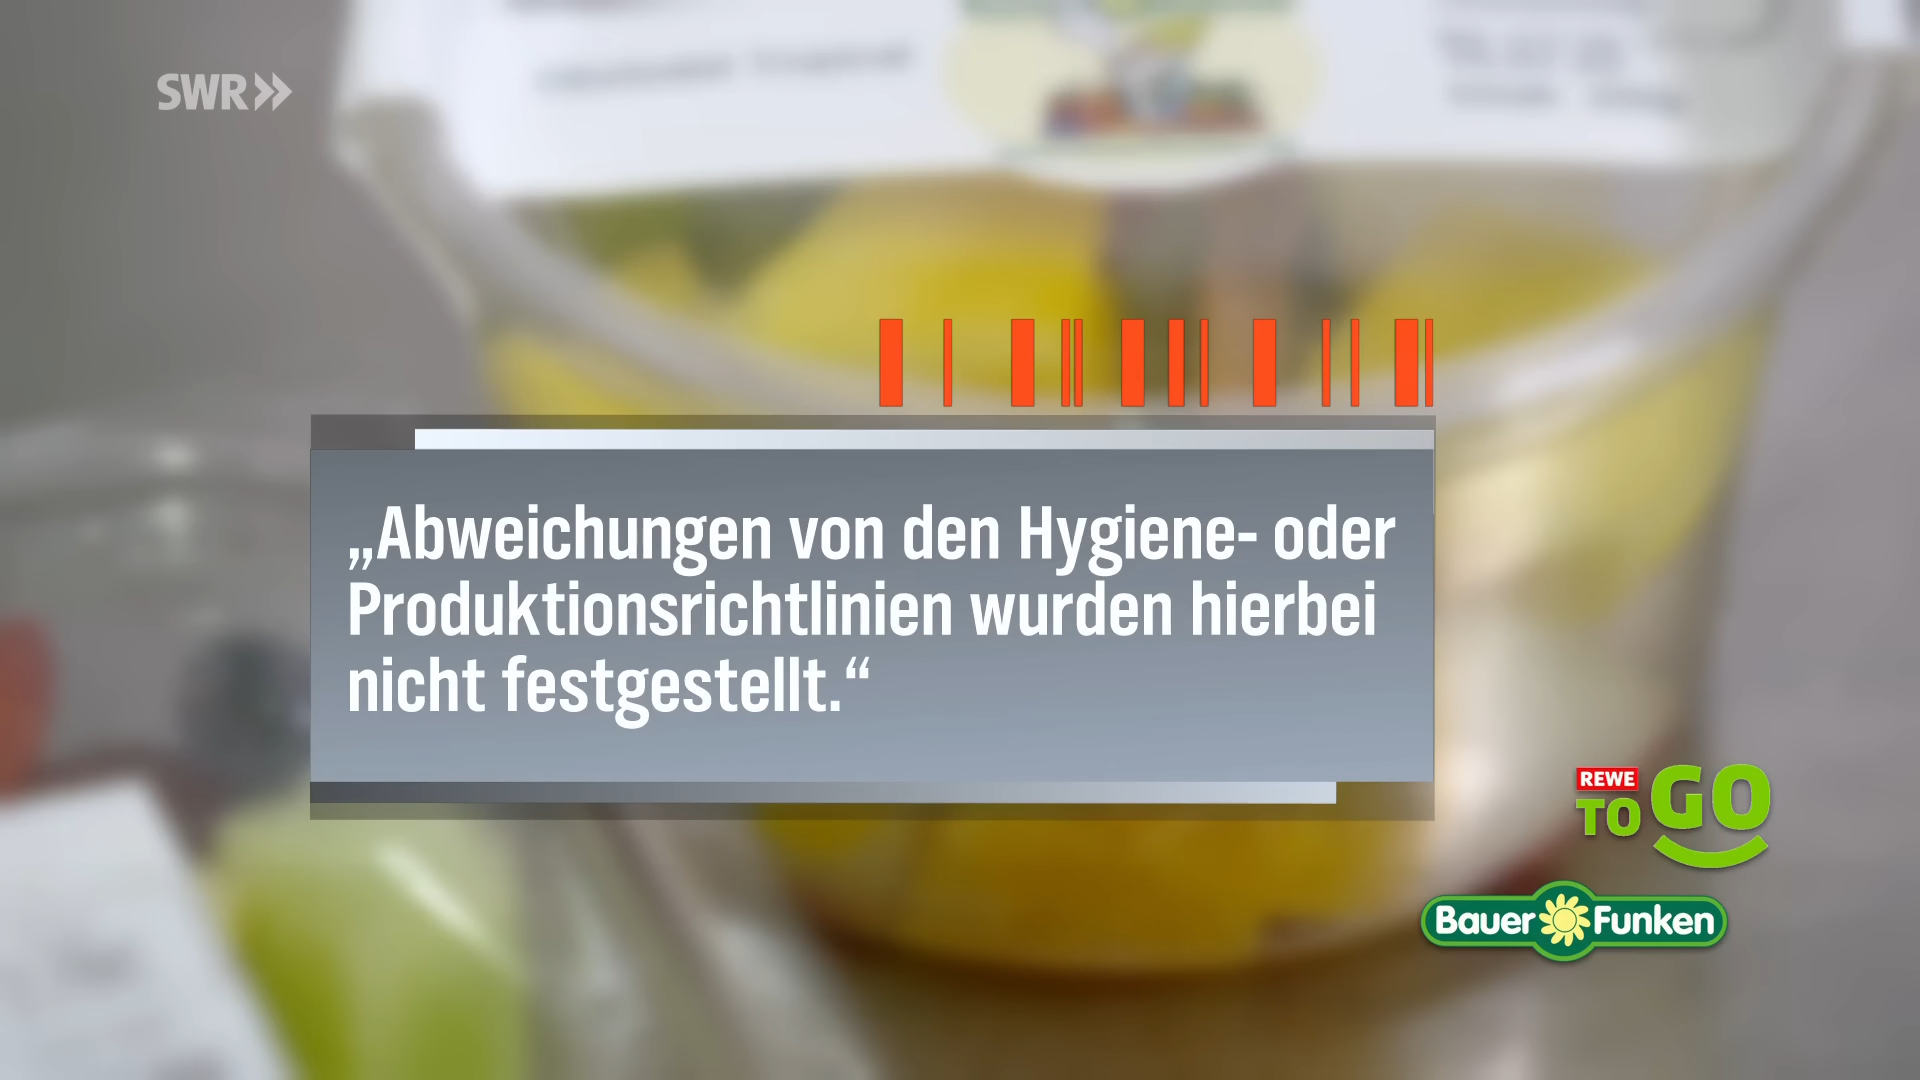 SWR
„Abweichungen von den Hygiene- oder
Produktionsrichtlinien wurden hierbei
nicht festgestellt.“
REWE
TO GO
Bauer Funken